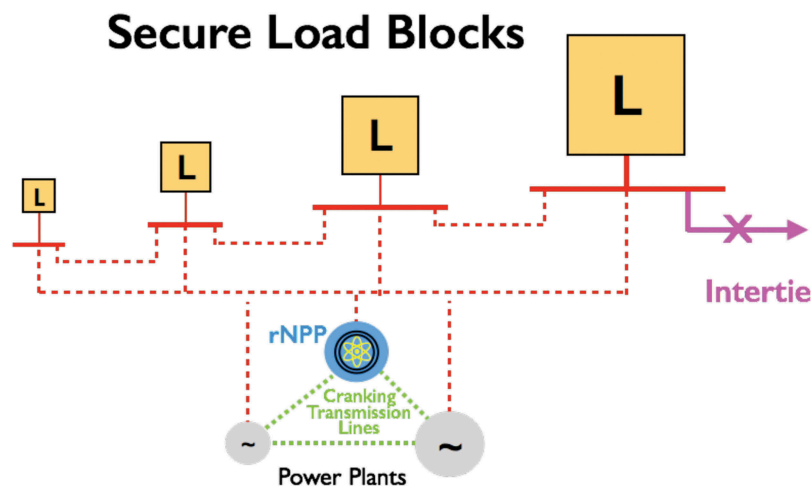 Secure Load Blocks
L
L
L
L
Intertie
rNPP
Cranking
Transmission
Lines
~
~
Power Plants